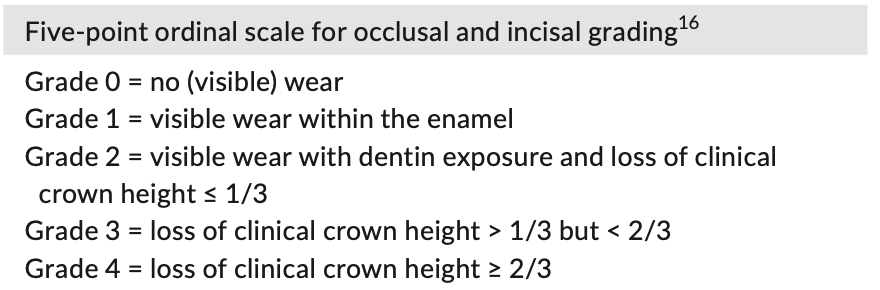 Five-point ordinal scale for occlusal and incisal grading16
Grade 0 = no (visible) wear
Grade 1 = visible wear within the enamel
Grade 2 = visible wear with dentin exposure and loss of clinical
crown height ≤ 1/3
Grade 3 = loss of clinical crown height > 1/3 but < 2/3
Grade 4 = loss of clinical crown height ≥ 2/3